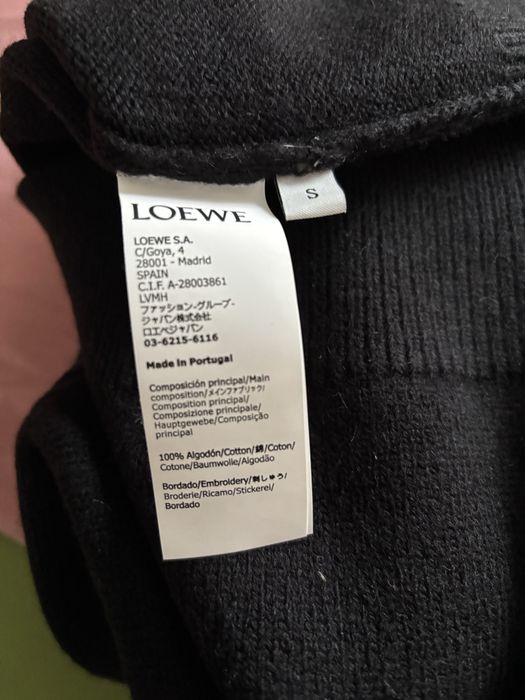 LOEWE
S
LOEWE S.A.
C/Goya, 4
28001 - Madrid
SPAIN
C.I.F. A-28003861
LVMH
ファッション-グループ-
ジャパン株式会社
ロエベジャパン
03-6215-6116
Made in Portugal
Composición principal/Main
composition/メインファブリック/
Composition principal/
Composizione principale/
Hauptgewebe/Composição
principal
100% Algodón/Cotton/綿/Coton/
Cotone/Baumwolle/Algodão
Bordado/Embroidery/刺しゅう/
Broderie/Ricamo/Stickerei/
Bordado